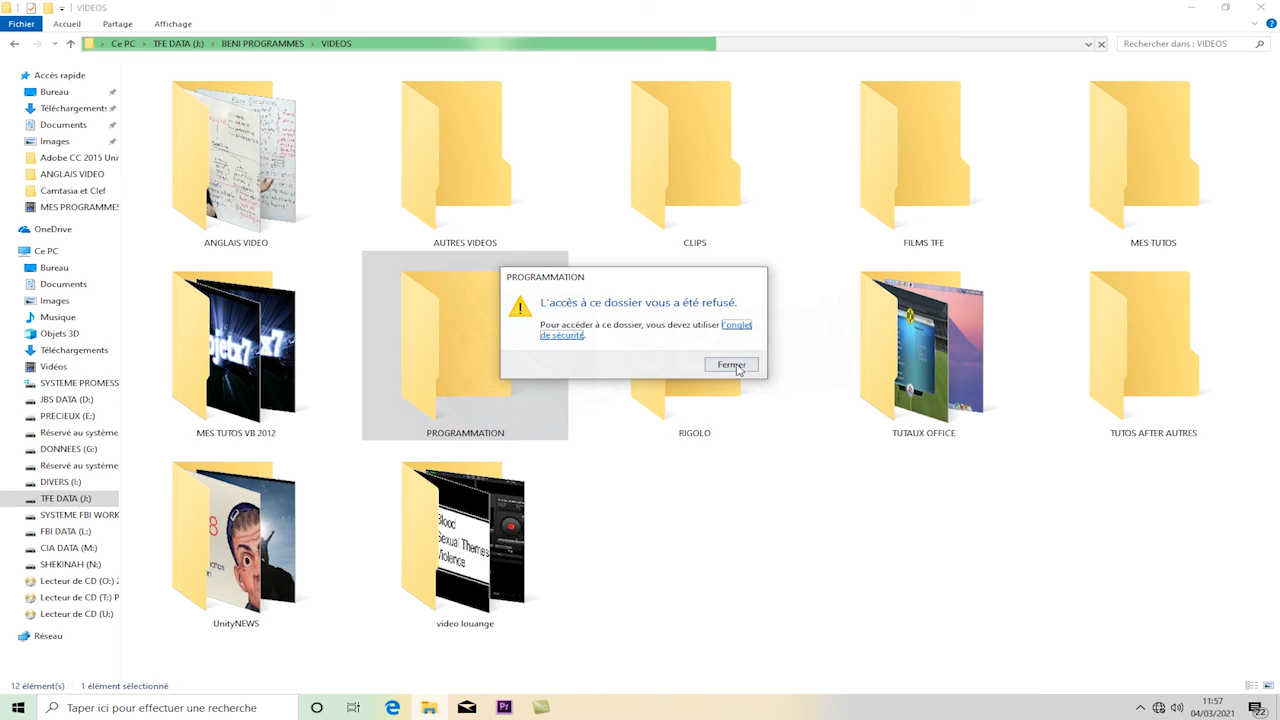 VIDEOS
Fichier Accueil Partage Affichage
Ce PC TFE DATA (J:) BENI PROGRAMMES VIDEOS
Rechercher dans : VIDEOS
Accès rapide
Bureau
Téléchargements
Documents
Images
Adobe CC 2015 Uni
ANGLAIS VIDEO
Camtasia et Clef
MES PROGRAMMES
OneDrive
Ce PC
Bureau
Documents
Images
Musique
Objets 3D
Téléchargements
Vidéos
SYSTEME PROMESS
JBS DATA (D:)
PRECIEUX (E:)
Réservé au système
DONNEES (G:)
Réservé au système
DIVERS (I:)
TFE DATA (J:)
SYSTEME FBI WORK
FBI DATA (L:)
CIA DATA (M:)
SHEKINAH (N:)
Lecteur de CD (O:) 2
Lecteur de CD (T:) P
Lecteur de CD (U:)
Réseau
ANGLAIS VIDEO
AUTRES VIDEOS
CLIPS
FILMS TFE
MES TUTOS
MES TUTOS VB 2012
PROGRAMMATION
RIGOLO
TUTAUX OFFICE
TUTOS AFTER AUTRES
UnityNEWS
Blood
Sexual Themes
Violence
video louange
PROGRAMMATION
L'accès à ce dossier vous a été refusé.
Pour accéder à ce dossier, vous devez utiliser l'onglet
de sécurité.
Fermer
12 élément(s) 1 élément sélectionné
Taper ici pour effectuer une recherche
Pr
11:57
04/03/2021
22